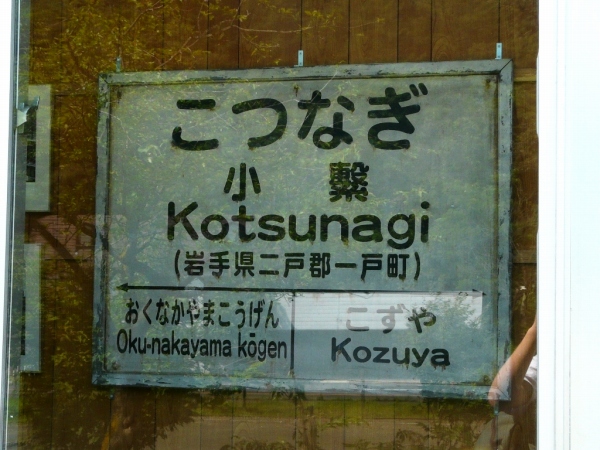 こつなぎ
小繋
Kotsunagi
(岩手県二戸郡一戸町)
おくなかやまこうげん
Oku-nakayama kōgen
こずや
Kozuya